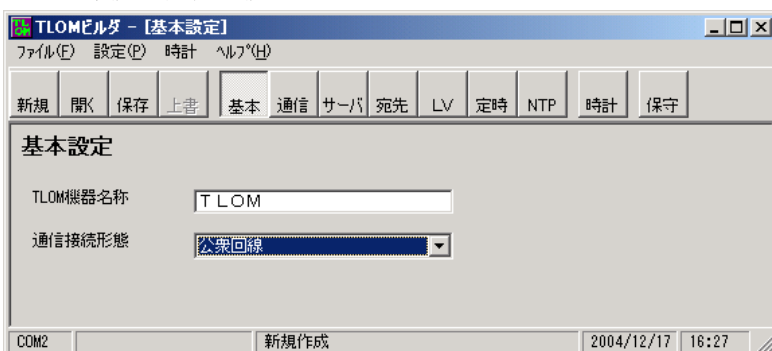 TLOMビルダ - [基本設定]
ファイル(F) 設定(P) 時計 ヘルプ(H)
新規 開く 保存 上書 基本 通信 サーバ 宛先 LV 定時 NTP 時計 保守
基本設定
TLOM機器名称 TLOM
通信接続形態 公衆回線
COM2 新規作成 2004/12/17 16:27